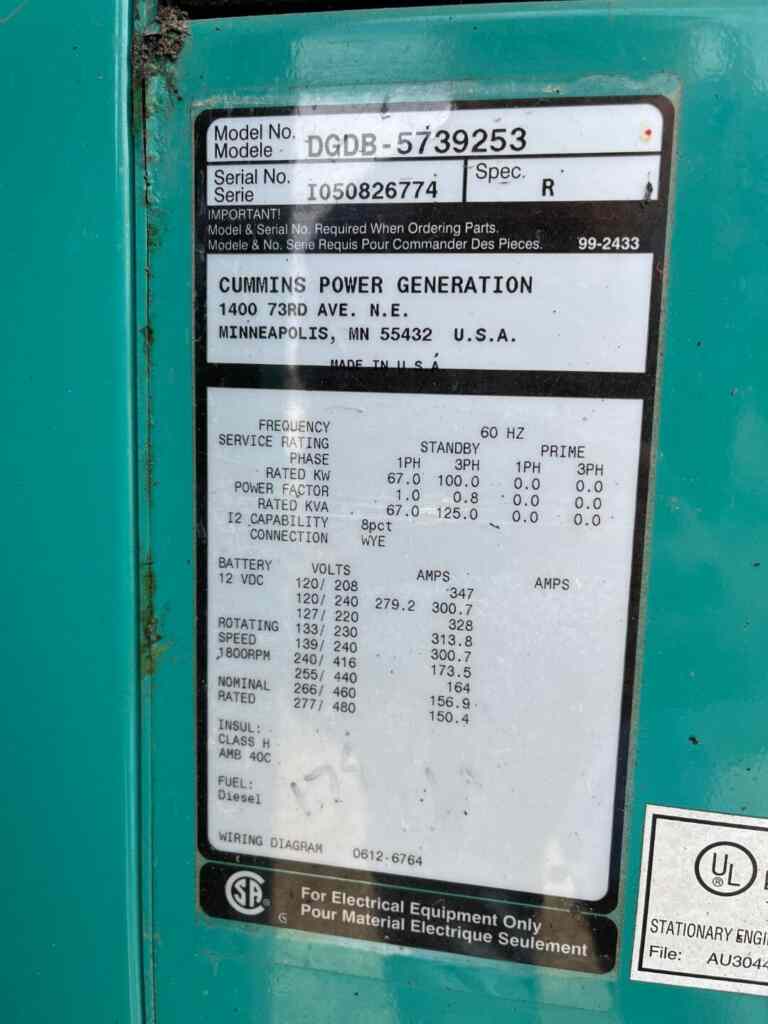 Model No. DGDB-5739253
Modele
Serial No. I050826774 Spec. R
Serie
IMPORTANT!
Model & Serial No. Required When Ordering Parts.
Modele & No. Serie Requis Pour Commander Des Pieces. 99-2433
CUMMINS POWER GENERATION
1400 73RD AVE. N.E.
MINNEAPOLIS, MN 55432 U.S.A.
MADE IN U.S.A
FREQUENCY 60 HZ
SERVICE RATING STANDBY PRIME
PHASE 1PH 3PH 1PH 3PH
RATED KW 67.0 100.0 0.0 0.0
POWER FACTOR 1.0 0.8 0.0 0.0
RATED KVA 67.0 125.0 0.0 0.0
I2 CAPABILITY 8pct
CONNECTION WYE
BATTERY VOLTS AMPS AMPS
12 VDC 120/ 208 347
120/ 240 279.2 300.7
127/ 220 328
ROTATING 133/ 230 313.8
SPEED 139/ 240 300.7
1800RPM 240/ 416 173.5
255/ 440 164
NOMINAL 266/ 460 156.9
RATED 277/ 480 150.4
INSUL:
CLASS H
AMB 40C
FUEL:
Diesel
WIRING DIAGRAM 0612-6764
SA
G
For Electrical Equipment Only
Pour Material Electrique Seulement
UL
®
STATIONARY
File: